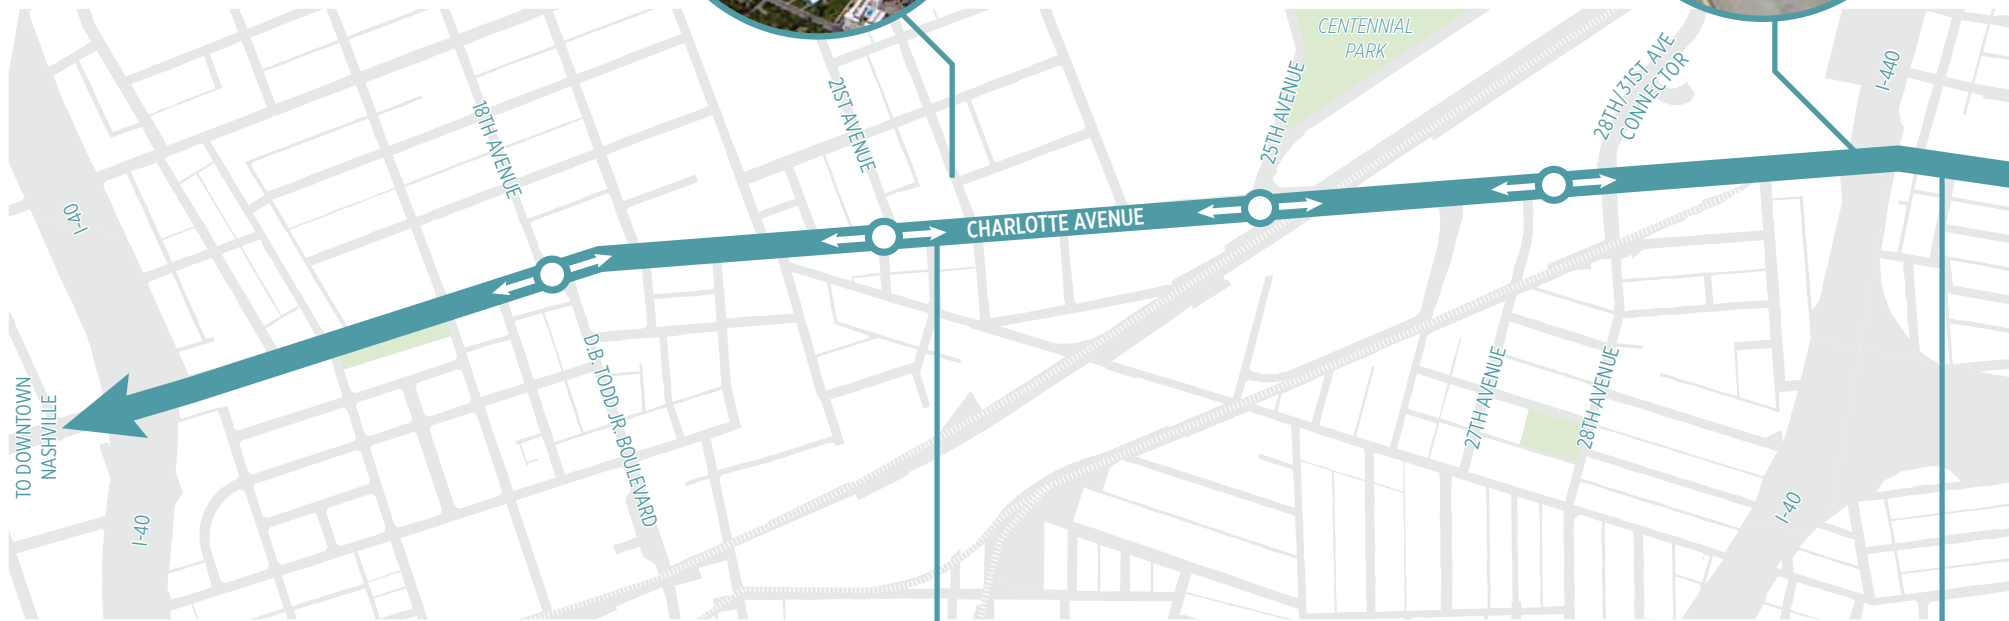 CENTENNIAL
PARK
I-440
28TH/31ST AVE
CONNECTOR
25TH AVENUE
21ST AVENUE
18TH AVENUE
I-40
CHARLOTTE AVENUE
D.B. TODD JR. BOULEVARD
27TH AVENUE
28TH AVENUE
TO DOWNTOWN
NASHVILLE
I-40
I-40